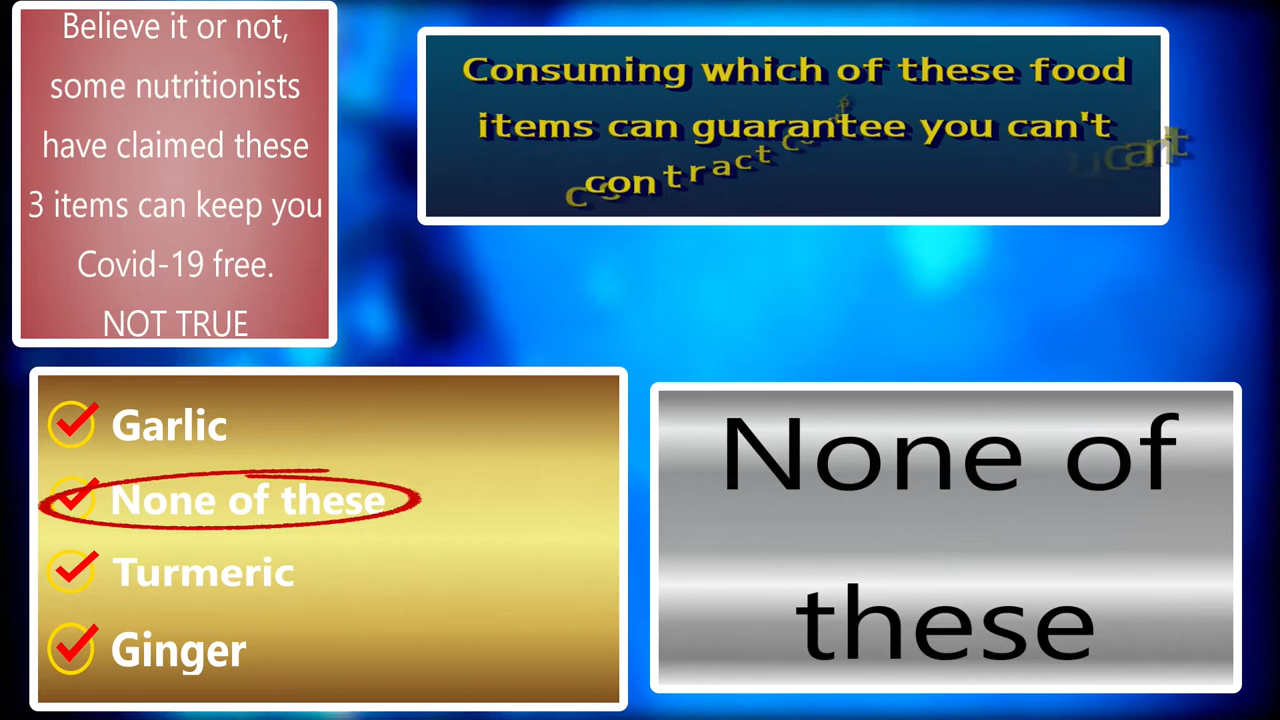 Believe it or not,
some nutritionists
have claimed these
3 items can keep you
Covid-19 free.
NOT TRUE
Consuming which of these food
items can guarantee you can't
contract
Garlic
None of these
Turmeric
Ginger
None of
these